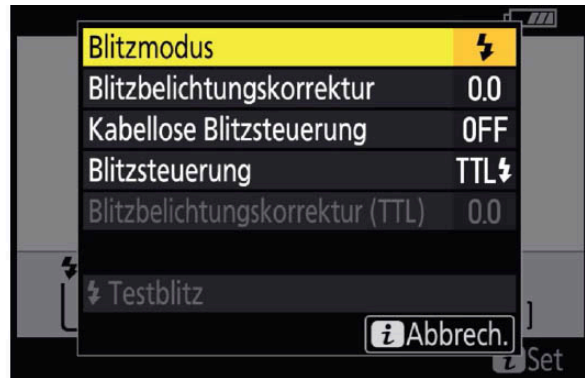 Blitzmodus
Blitzbelichtungskorrektur 0.0
Kabellose Blitzsteuerung OFF
Blitzsteuerung TTL
Blitzbelichtungskorrektur (TTL) 0.0
Testblitz
i Abbrech.
i Set